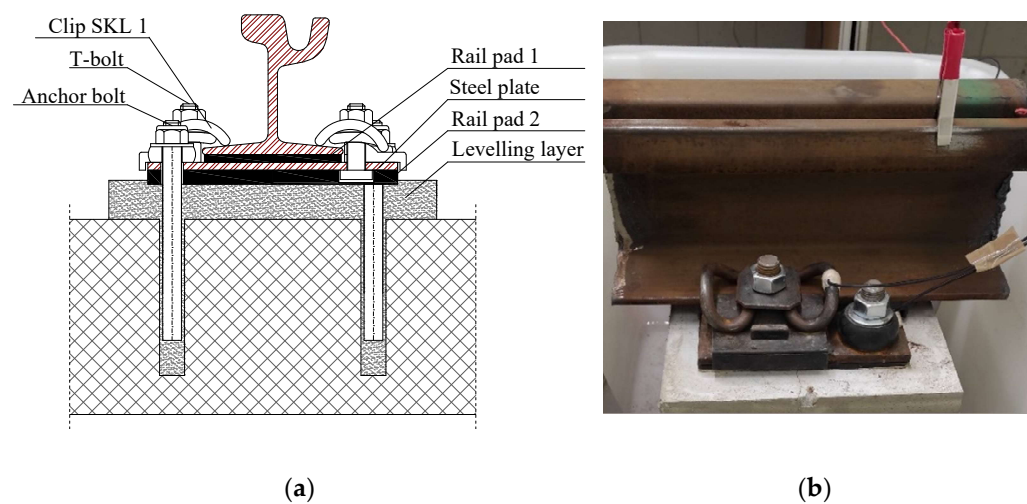 Clip SKL 1
T-bolt
Anchor bolt
Rail pad 1
Steel plate
Rail pad 2
Levelling layer
(a)
(b)